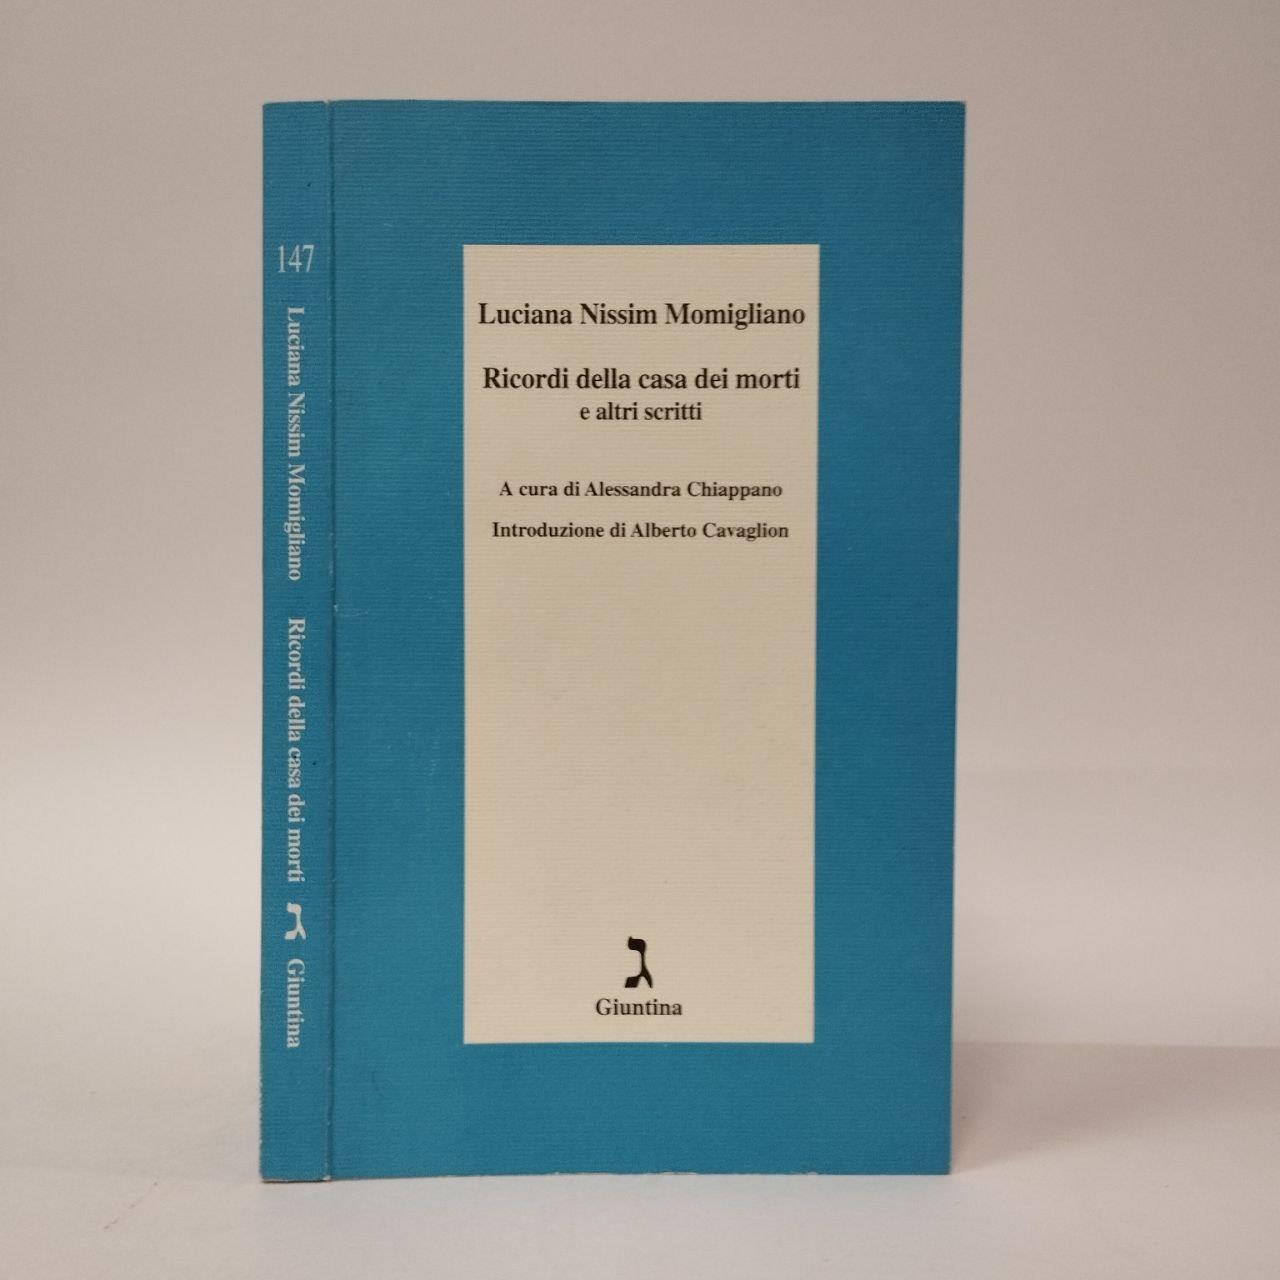 147
Luciana Nissim Momigliano
Ricordi della casa dei morti
ג
Giuntina
Luciana Nissim Momigliano
Ricordi della casa dei morti
e altri scritti
A cura di Alessandra Chiappano
Introduzione di Alberto Cavaglion
ג
Giuntina